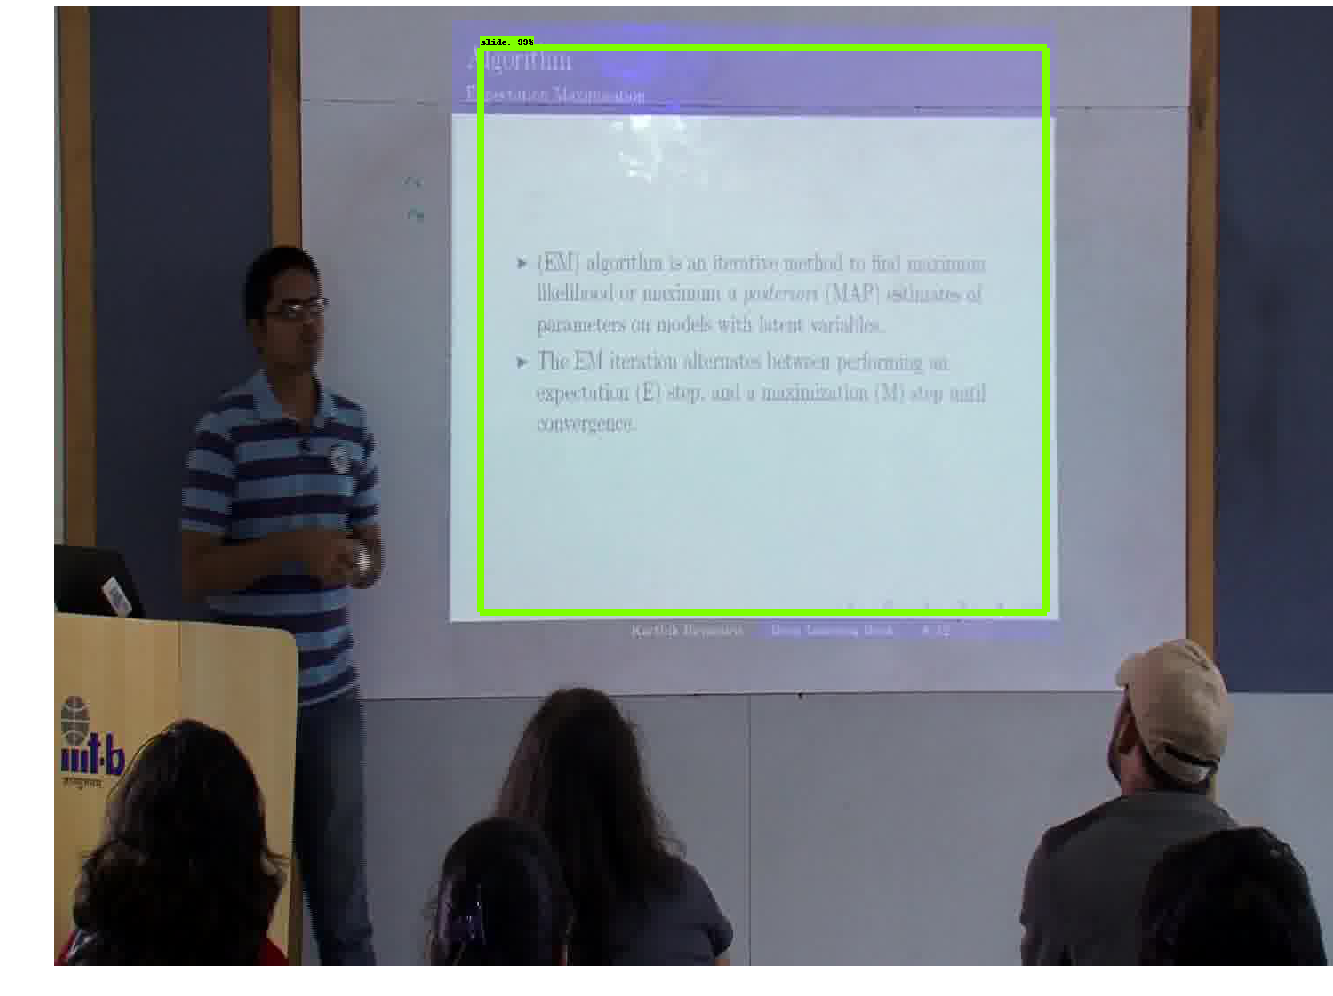 slide. 99%
Algorithm
Expectation Maximization
► (EM) algorithm is an iterative method to find maximum
likelihood or maximum a posteriori (MAP) estimates of
parameters on models with latent variables.
► The EM iteration alternates between performing an
expectation (E) step, and a maximization (M) step until
convergence.
Karthik Deep Learning Book
iiit-b